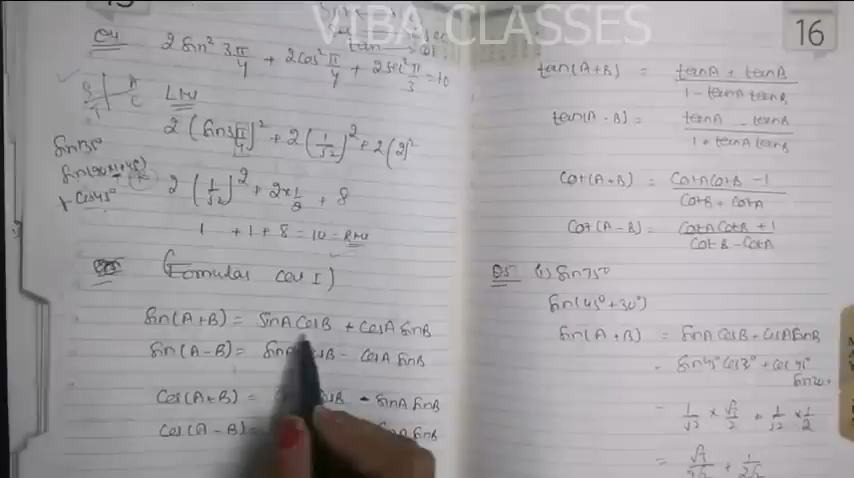 VIBA CLASSES
16
Q4 2 Sin² 3π/4 + 2cos² π/4 + 2 sec² π/3 = 10
S A
T C
LHS
2 (Sin 3π/4)² + 2 (1/√2)² + 2 (2)²
Sin 135°
Sin(90+45)
+ Cos45°
2 (1/√2)² + 2×1/2 + 8
1 + 1 + 8 = 10 = RHS
Sin(A+B) = SinA CosB + CosA SinB
Sin(A-B) = SinA CosB - CosA SinB
Cos(A+B) = - SinA SinB
Cos(A-B) = SinB
tan(A+B) = tanA + tanB / 1 - tanA tanB
tan(A-B) = tanA - tanB / 1 + tanA tanB
Cot(A+B) = CotA CotB - 1 / CotB + CotA
Cot(A-B) = CotA CotB + 1 / CotB - CotA
Q5 (i) Sin75°
Sin(45°+30°)
Sin(A+B) = SinA CosB + CosA SinB
= Sin45° Cos30° + Cos45°
Sin30°
= 1/√2 × √3/2 + 1/√2 × 1/2